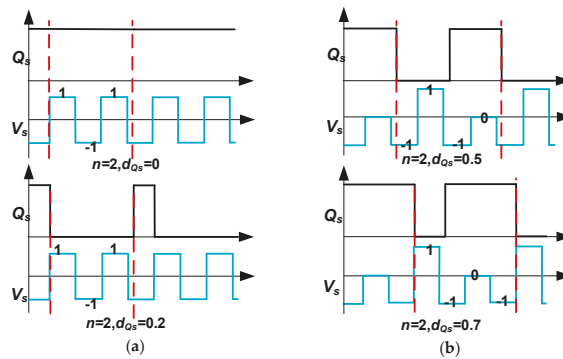 Qs
1 1
Vs
-1
n=2,dQs=0
Qs
1 1
Vs
-1
n=2,dQs=0.2
(a)
Qs
1
0
Vs
-1 -1
n=2,dQs=0.5
Qs
1
0
Vs
-1 -1 -1
n=2,dQs=0.7
(b)